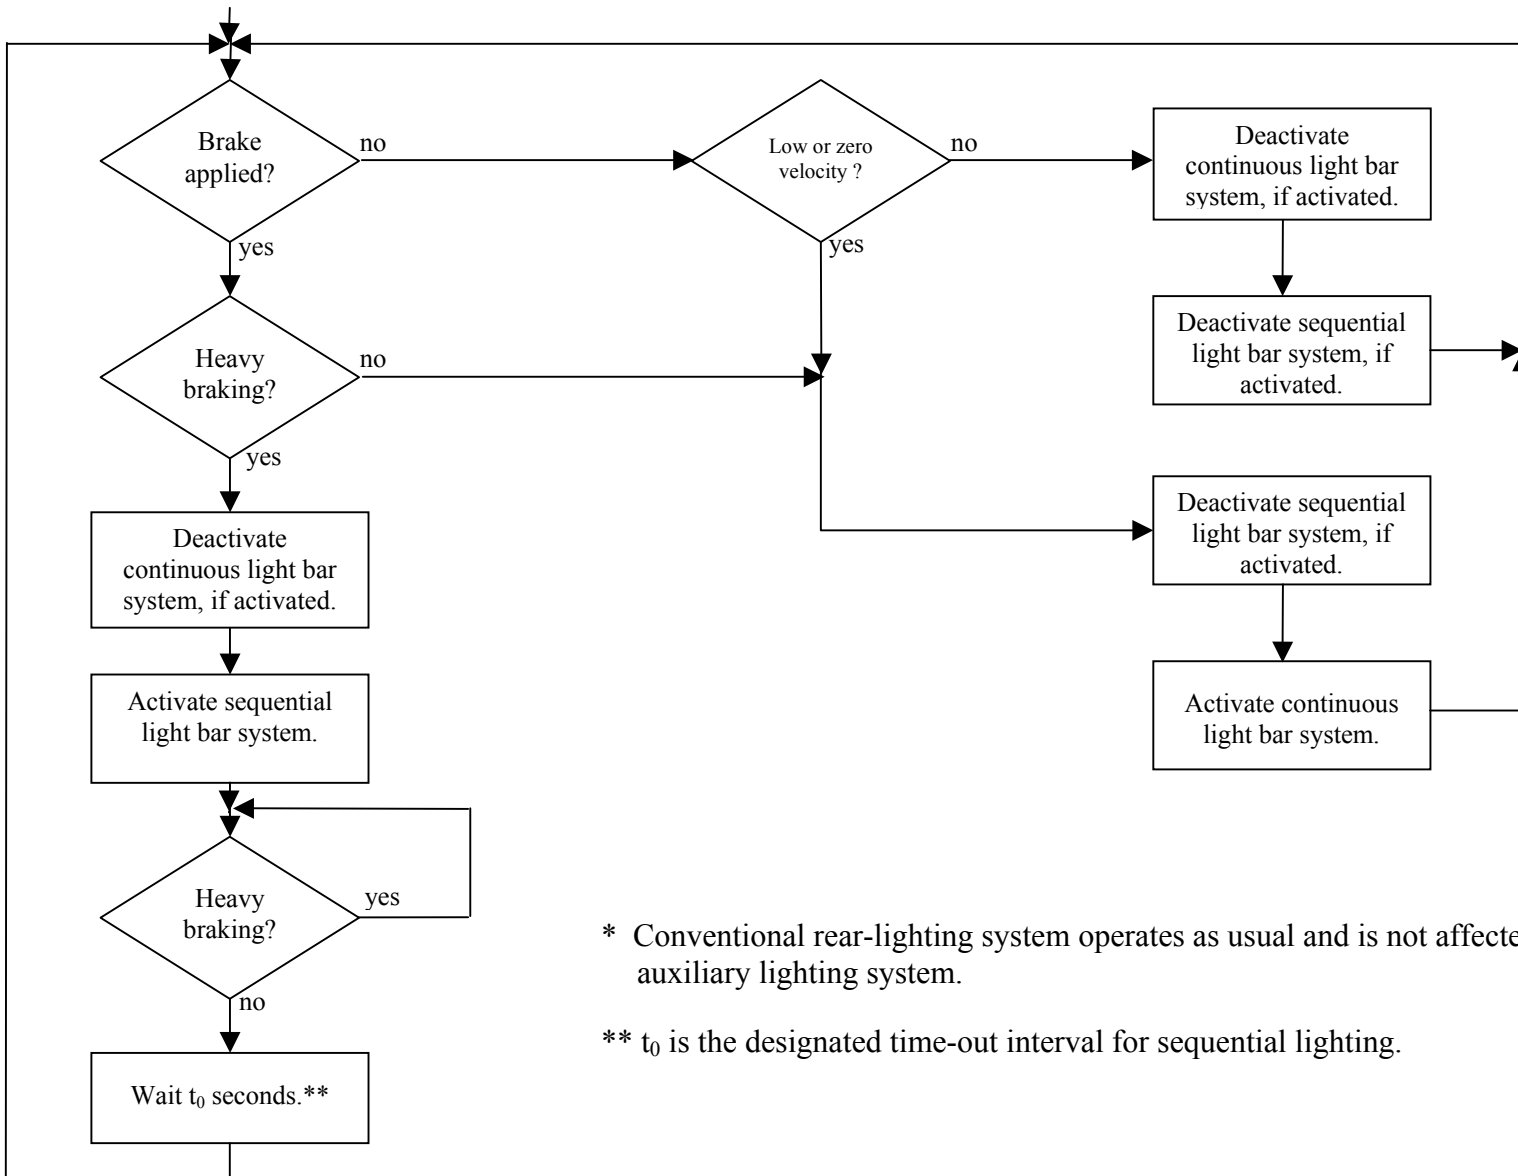 Brake
applied?
no
Low or zero
velocity ?
no
Deactivate
continuous light bar
system, if activated.
yes
yes
Heavy
braking?
no
Deactivate sequential
light bar system, if
activated.
yes
Deactivate
continuous light bar
system, if activated.
Deactivate sequential
light bar system, if
activated.
Activate sequential
light bar system.
Activate continuous
light bar system.
Heavy
braking?
yes
no
Wait t₀ seconds.**
* Conventional rear-lighting system operates as usual and is not affecte
auxiliary lighting system.
** t₀ is the designated time-out interval for sequential lighting.